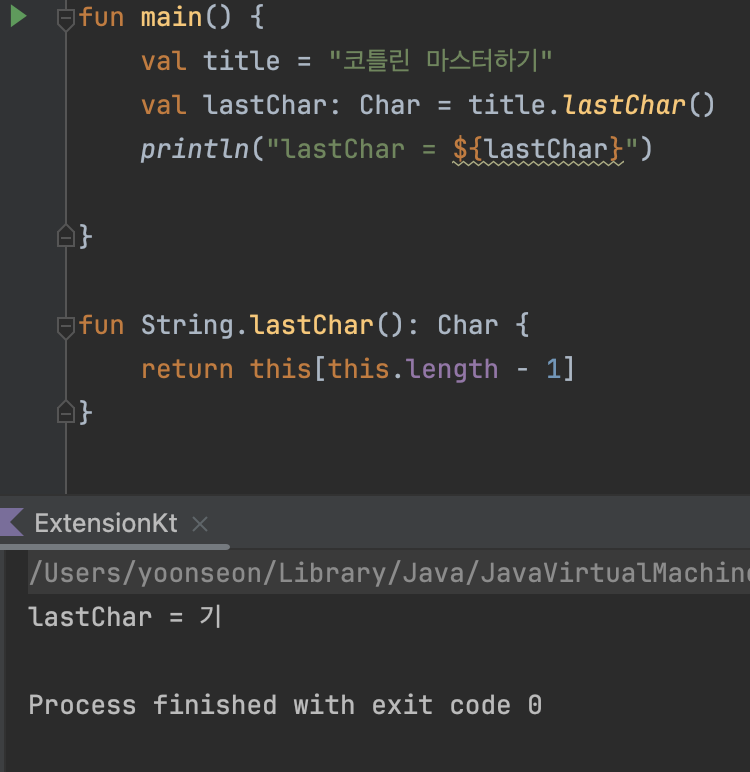 fun main() {
val title = "코틀린 마스터하기"
val lastChar: Char = title.lastChar()
println("lastChar = ${lastChar}")
}
fun String.lastChar(): Char {
return this[this.length - 1]
}
ExtensionKt
/Users/yoonseon/Library/Java/JavaVirtualMachine
lastChar = 기
Process finished with exit code 0